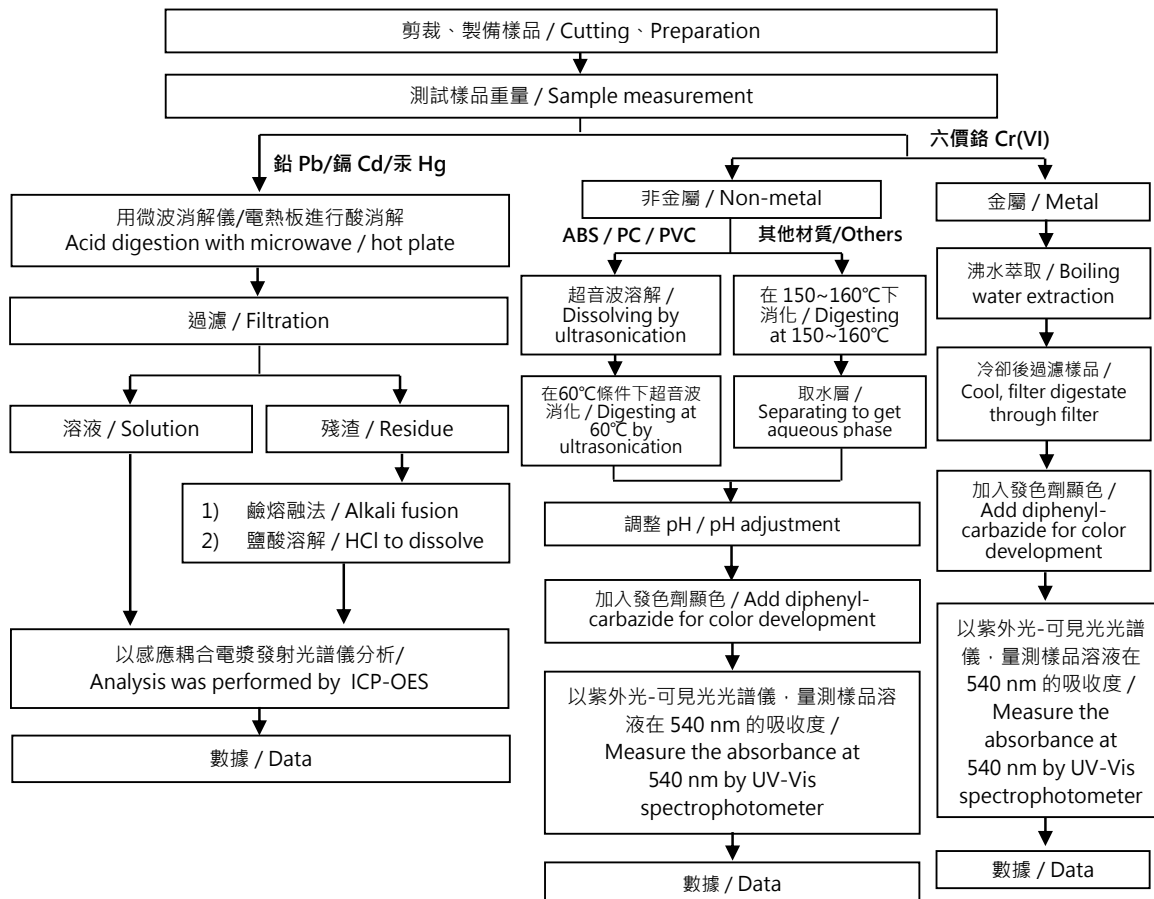 剪裁、製備樣品 / Cutting、Preparation
測試樣品重量 / Sample measurement
鉛 Pb/鎘 Cd/汞 Hg
用微波消解儀/電熱板進行酸消解
Acid digestion with microwave / hot plate
過濾 / Filtration
溶液 / Solution
殘渣 / Residue
1) 鹼熔融法 / Alkali fusion
2) 鹽酸溶解 / HCl to dissolve
以感應耦合電漿發射光譜儀分析/
Analysis was performed by ICP-OES
數據 / Data
六價鉻 Cr(VI)
非金屬 / Non-metal
ABS / PC / PVC
超音波溶解 /
Dissolving by
ultrasonication
在60℃條件下超音波
消化 / Digesting at
60℃ by
ultrasonication
其他材質/Others
在 150~160℃下
消化 / Digesting
at 150~160℃
取水層 /
Separating to get
aqueous phase
調整 pH / pH adjustment
加入發色劑顯色 / Add diphenyl-
carbazide for color development
以紫外光-可見光光譜儀，量測樣品溶
液在 540 nm 的吸收度 /
Measure the absorbance at
540 nm by UV-Vis
spectrophotometer
數據 / Data
金屬 / Metal
沸水萃取 / Boiling
water extraction
冷卻後過濾樣品 /
Cool, filter digestate
through filter
加入發色劑顯色 /
Add diphenyl-
carbazide for color
development
以紫外光-可見光光譜
儀，量測樣品溶液在
540 nm 的吸收度 /
Measure the
absorbance at
540 nm by UV-Vis
spectrophotometer
數據 / Data